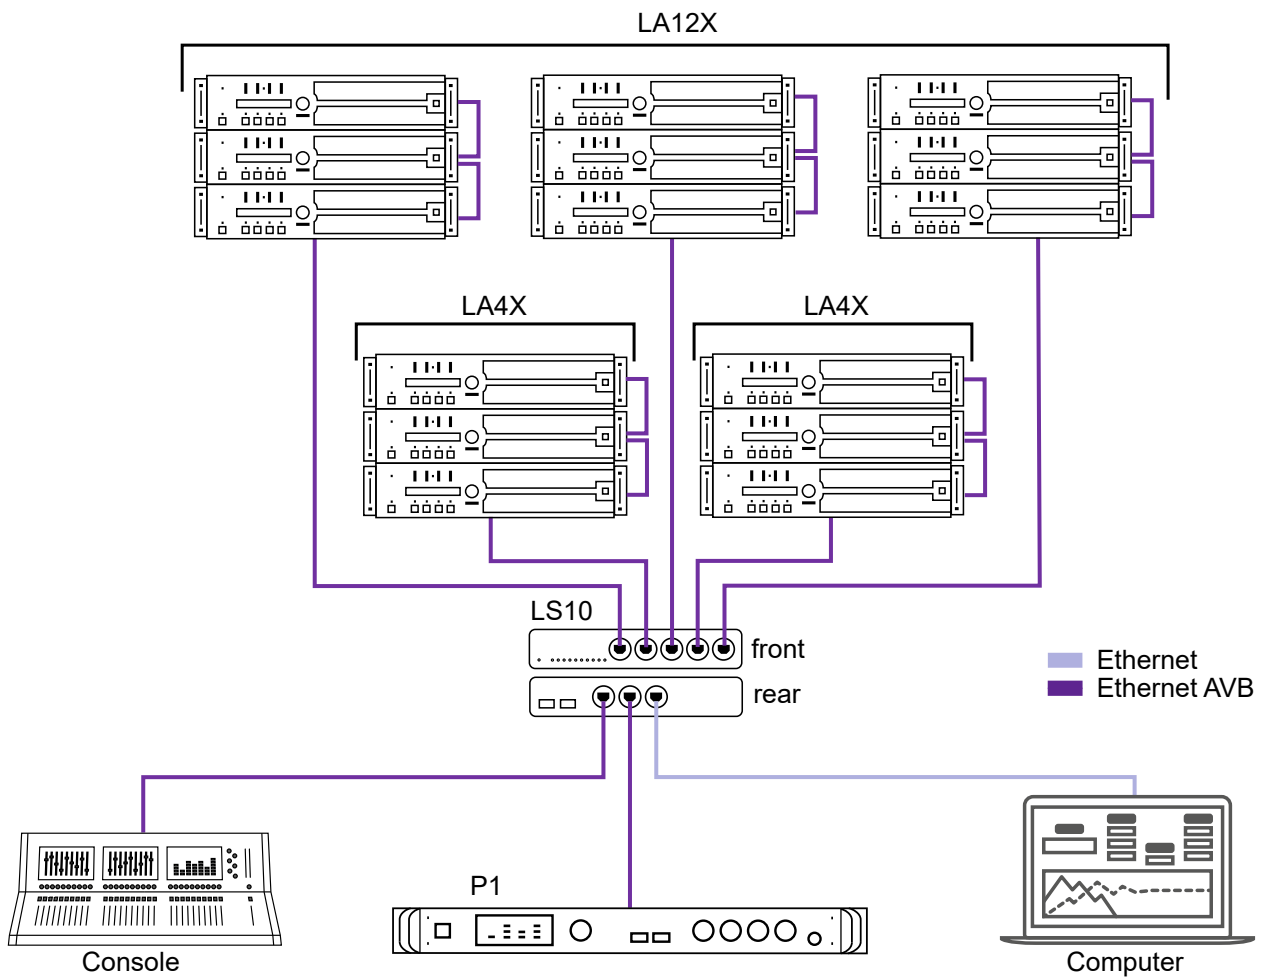 LA12X
LA4X
LA4X
LS10
front
rear
Ethernet
Ethernet AVB
P1
Console
Computer